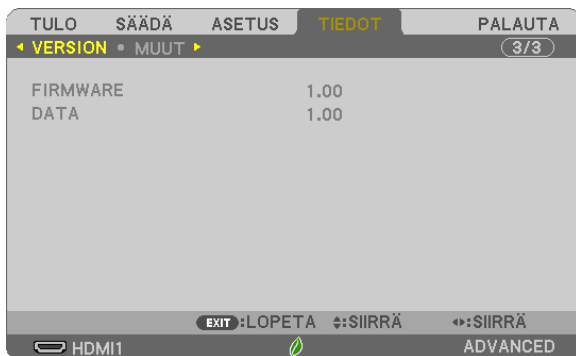 TULO SÄÄDÄ ASETUS TIEDOT PALAUTA
VERSION • MUUT 3/3
FIRMWARE 1.00
DATA 1.00
EXIT :LOPETA :SIIRRÄ :SIIRRÄ
HDMI1 ADVANCED